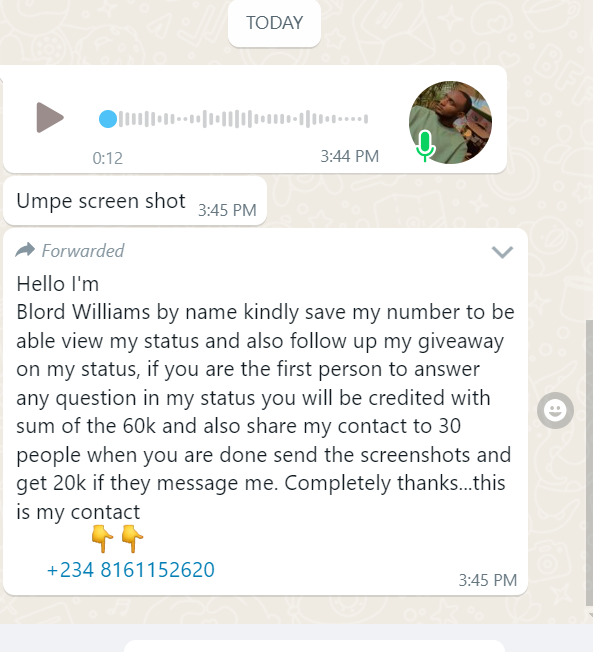 TODAY
0:12
3:44 PM
Umpe screen shot
3:45 PM
Forwarded
Hello I'm
Blord Williams by name kindly save my number to be
able view my status and also follow up my giveaway
on my status, if you are the first person to answer
any question in my status you will be credited with
sum of the 60k and also share my contact to 30
people when you are done send the screenshots and
get 20k if they message me. Completely thanks...this
is my contact
👇👇
+234 8161152620
3:45 PM